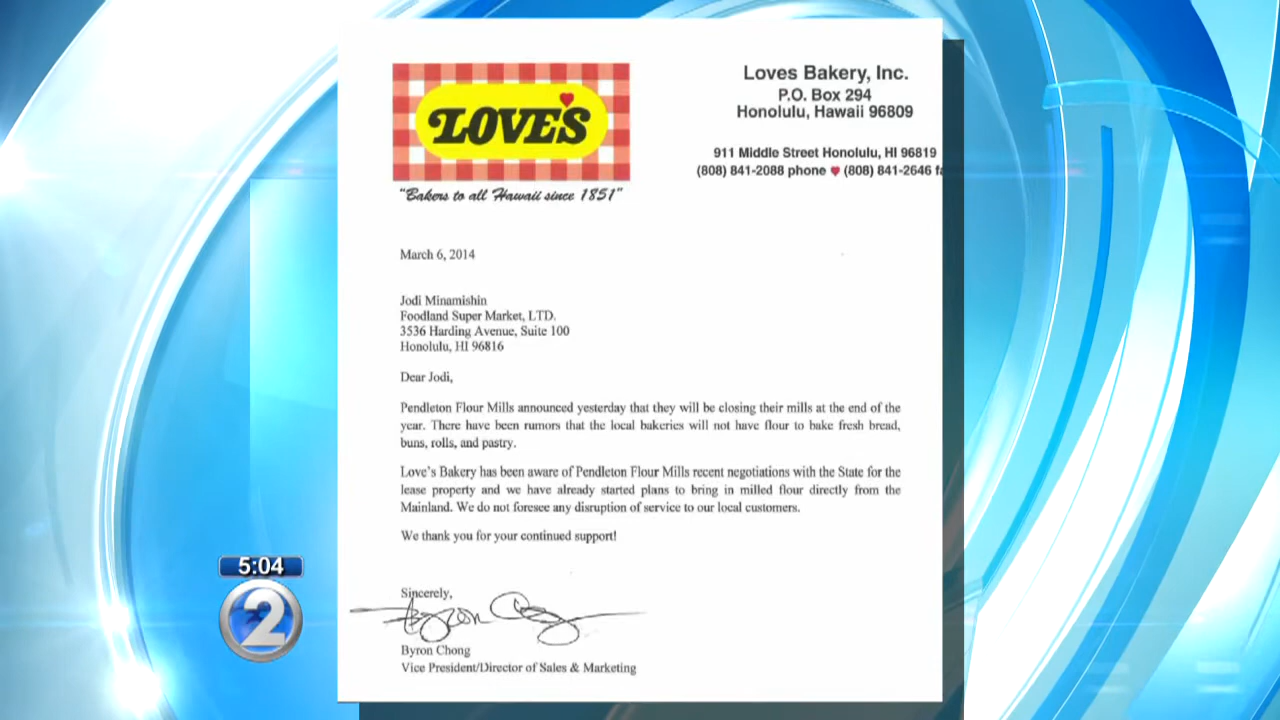 LOVE'S
"Bakers to all Hawaii since 1851"
Loves Bakery, Inc.
P.O. Box 294
Honolulu, Hawaii 96809
911 Middle Street Honolulu, HI 96819
(808) 841-2088 phone ♥ (808) 841-2646
March 6, 2014
Jodi Minamishin
Foodland Super Market, LTD.
3536 Harding Avenue, Suite 100
Honolulu, HI 96816
Dear Jodi,
Pendleton Flour Mills announced yesterday that they will be closing their mills at the end of the
year. There have been rumors that the local bakeries will not have flour to bake fresh bread,
buns, rolls, and pastry.
Love's Bakery has been aware of Pendleton Flour Mills recent negotiations with the State for the
lease property and we have already started plans to bring in milled flour directly from the
Mainland. We do not foresee any disruption of service to our local customers.
We thank you for your continued support!
Sincerely,
Byron Chong
Byron Chong
Vice President/Director of Sales & Marketing
5:04
2